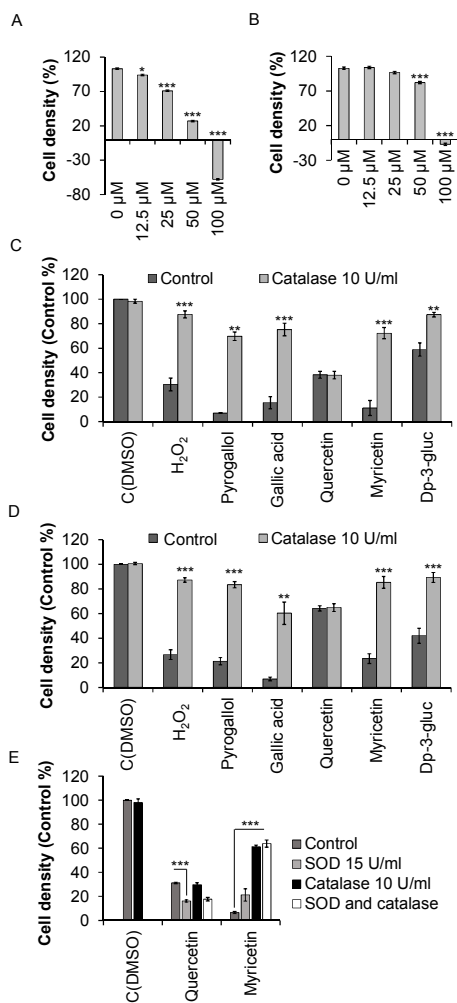 A
Cell density (%)
80
20
-30
-80
*
***
***
***
0 µM
12.5 µM
25 µM
50 µM
100 µM
B
Cell density (%)
120
70
20
-30
***
***
0 µM
12.5 µM
25 µM
50 µM
100 µM
C
Cell density (Control %)
120
100
80
60
40
20
0
Control
Catalase 10 U/ml
***
**
***
***
**
C(DMSO)
H₂O₂
Pyrogallol
Gallic acid
Quercetin
Myricetin
Dp-3-gluc
D
Cell density (Control %)
120
100
80
60
40
20
0
Control
Catalase 10 U/ml
***
***
**
***
***
C(DMSO)
H₂O₂
Pyrogallol
Gallic acid
Quercetin
Myricetin
Dp-3-gluc
E
Cell density (Control %)
120
100
80
60
40
20
0
***
***
C(DMSO)
Quercetin
Myricetin
Control
SOD 15 U/ml
Catalase 10 U/ml
SOD and catalase